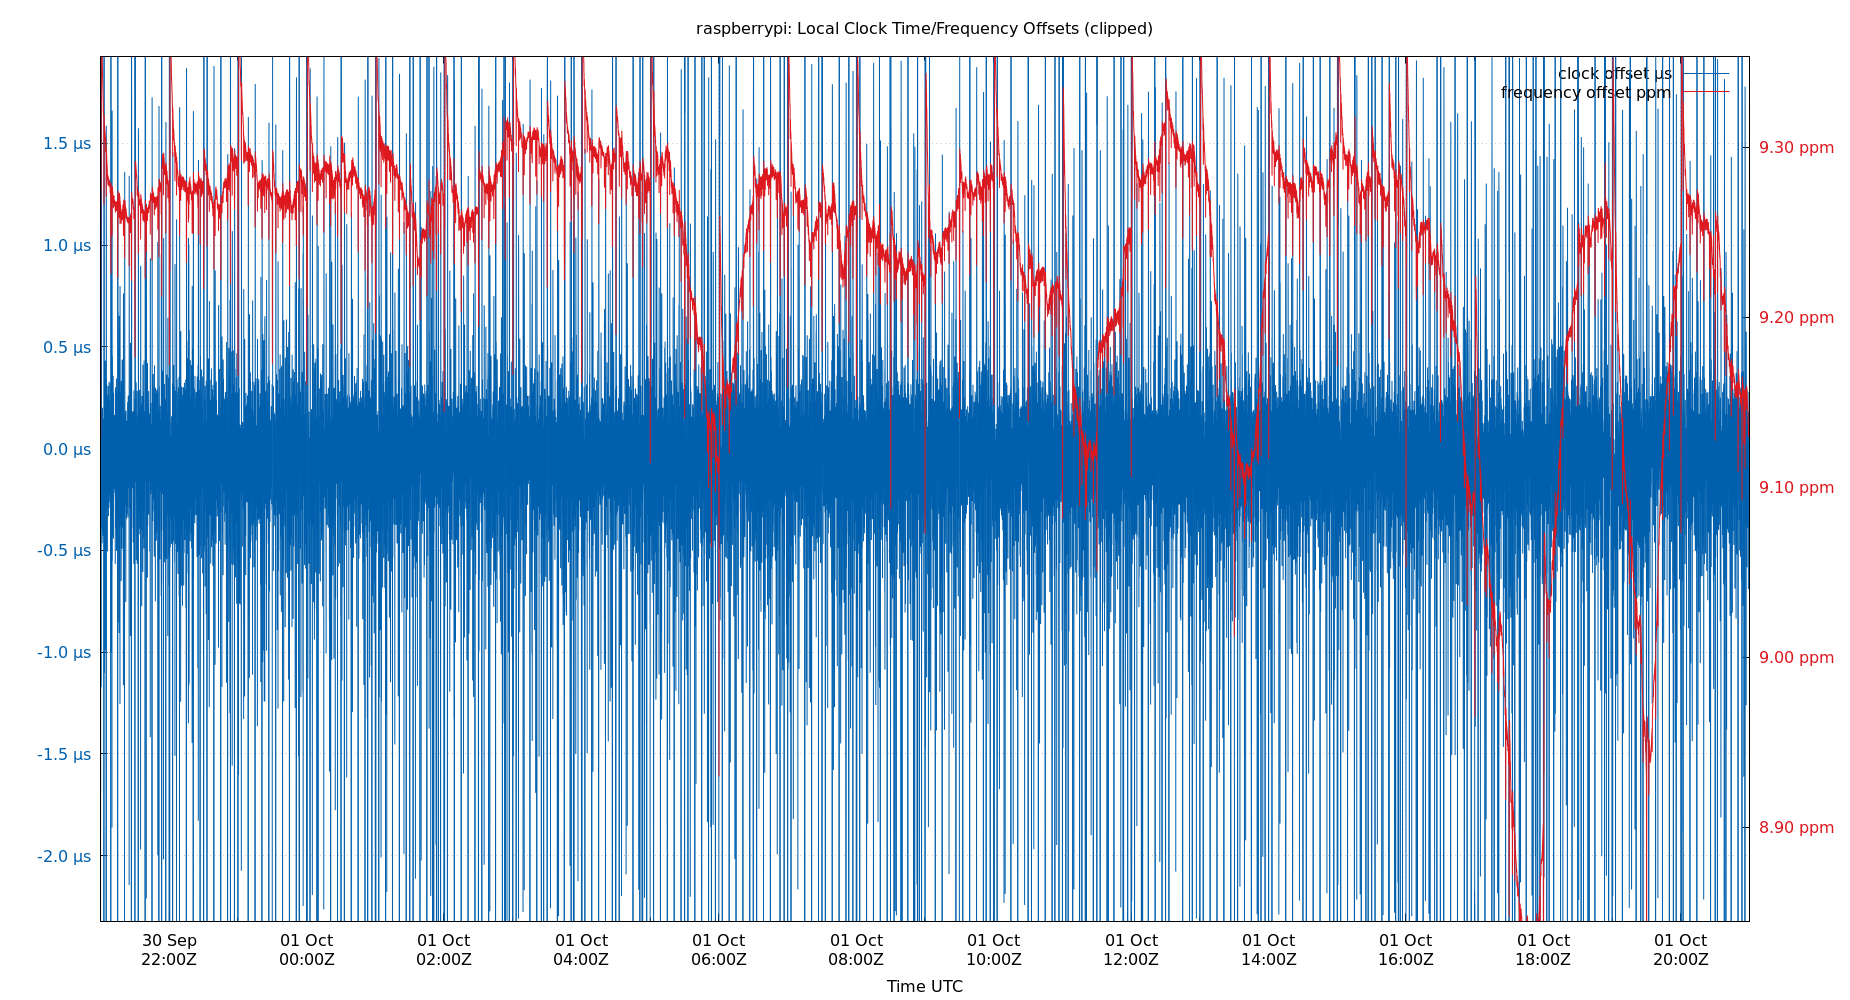 raspberrypi: Local Clock Time/Frequency Offsets (clipped)
clock offset µs
frequency offset ppm
1.5 µs
1.0 µs
0.5 µs
0.0 µs
-0.5 µs
-1.0 µs
-1.5 µs
-2.0 µs
9.30 ppm
9.20 ppm
9.10 ppm
9.00 ppm
8.90 ppm
30 Sep 01 Oct 01 Oct 01 Oct 01 Oct 01 Oct 01 Oct 01 Oct 01 Oct 01 Oct 01 Oct 01 Oct
22:00Z 00:00Z 02:00Z 04:00Z 06:00Z 08:00Z 10:00Z 12:00Z 14:00Z 16:00Z 18:00Z 20:00Z
Time UTC